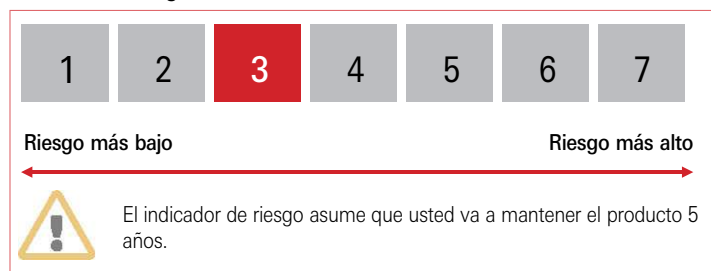 1 2 3 4 5 6 7
Riesgo más bajo Riesgo más alto
El indicador de riesgo asume que usted va a mantener el producto 5
años.